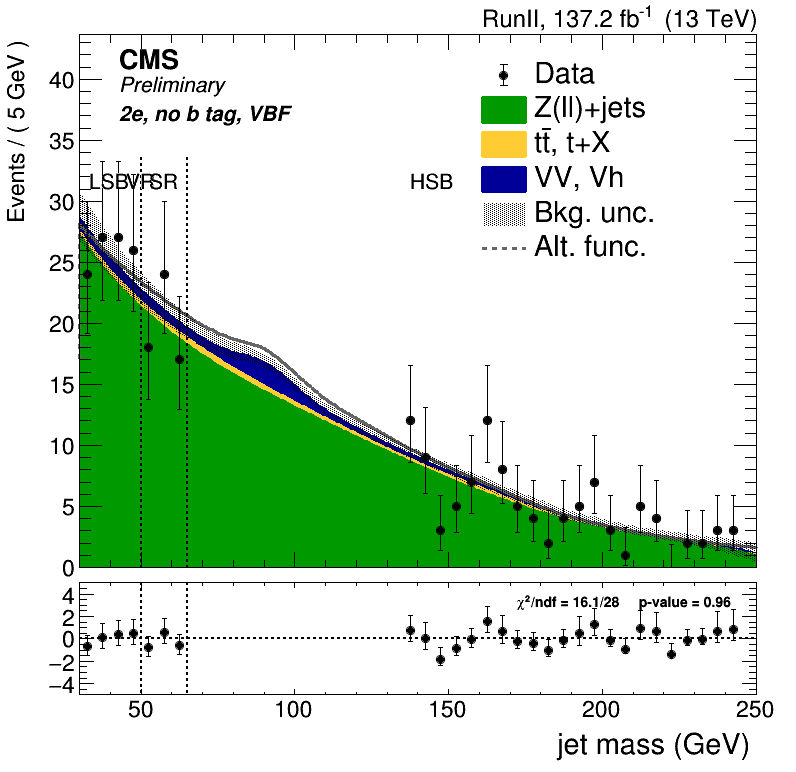 RunII, 137.2 fb⁻¹ (13 TeV)
CMS
Preliminary
2e, no b tag, VBF
Data
Z(ll)+jets
tt̄, t+X
VV, Vh
Bkg. unc.
Alt. func.
LSB VR SR HSB
Events / ( 5 GeV )
40
35
30
25
20
15
10
5
0
χ²/ndf = 16.1/28 p-value = 0.96
4
2
0
−2
−4
50 100 150 200 250
jet mass (GeV)